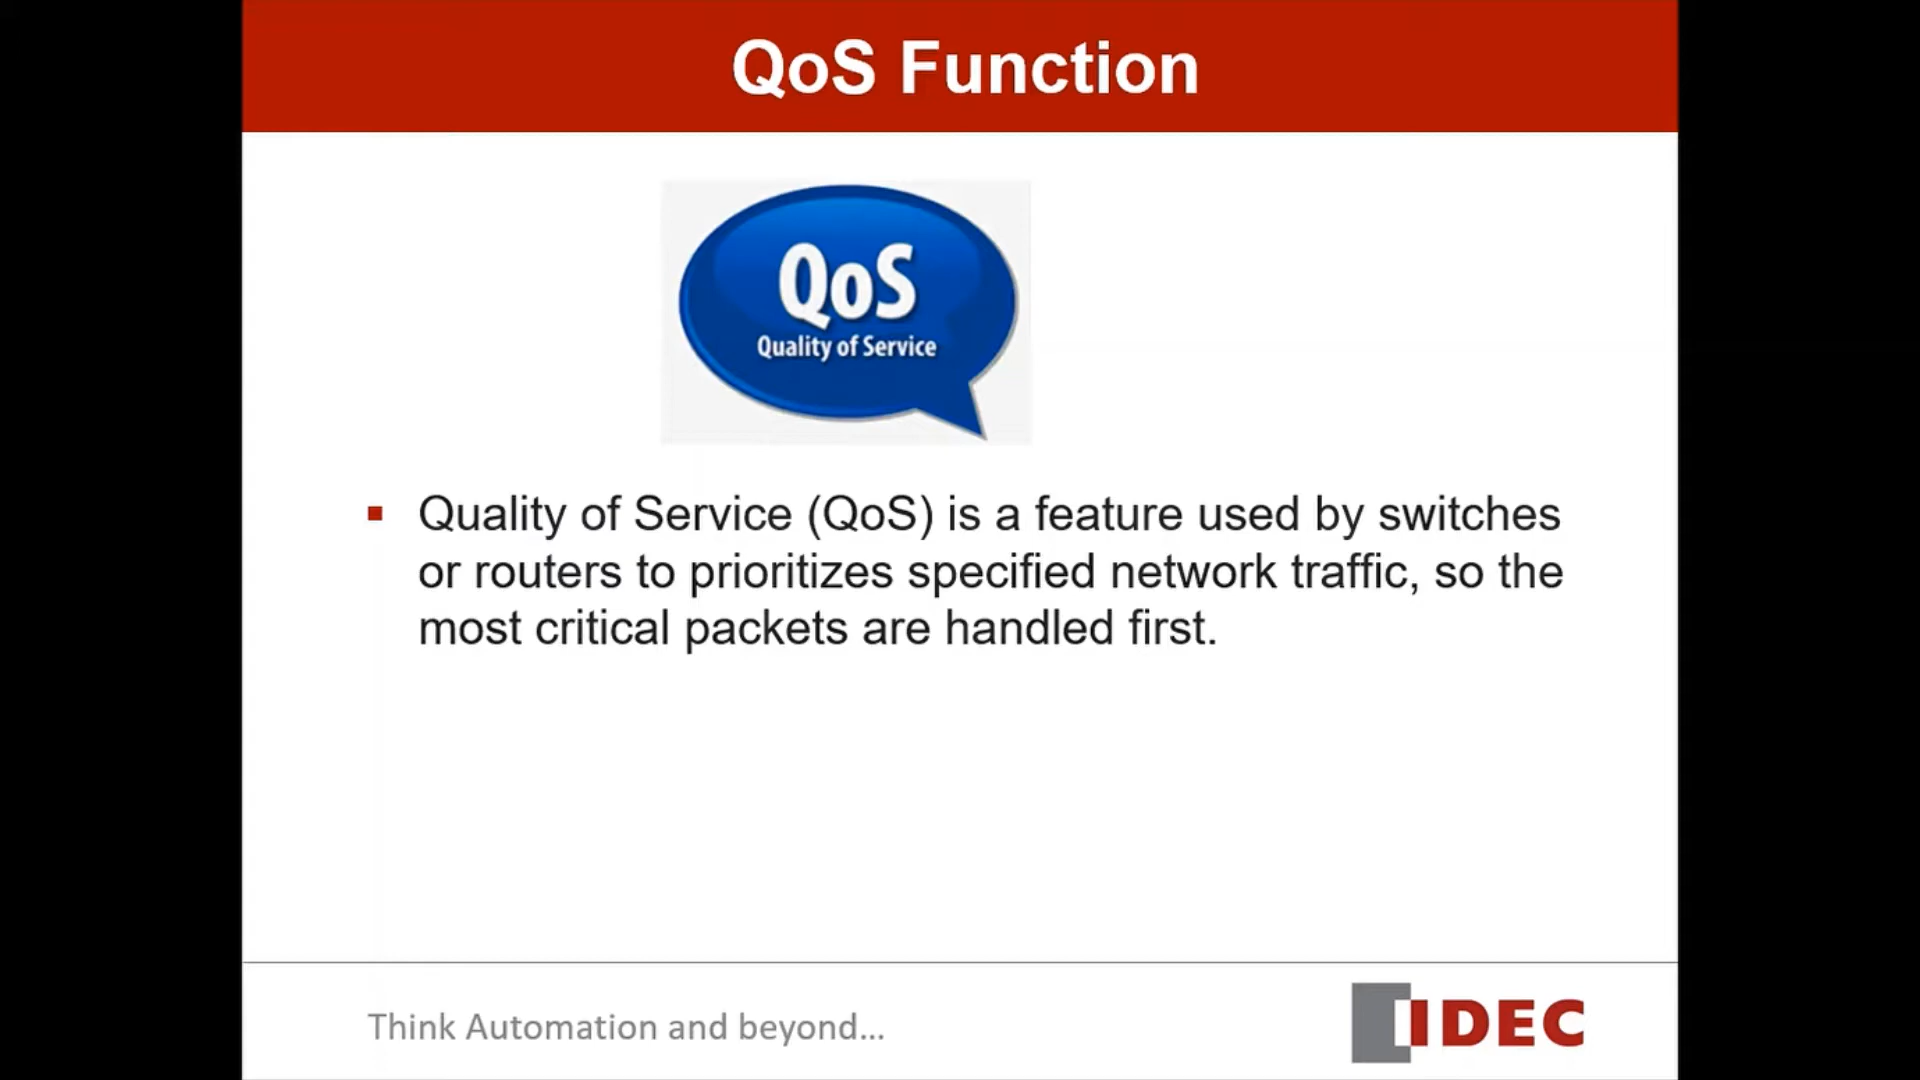 QoS Function
QoS
Quality of Service
▪ Quality of Service (QoS) is a feature used by switches
or routers to prioritizes specified network traffic, so the
most critical packets are handled first.
Think Automation and beyond...
IDEC